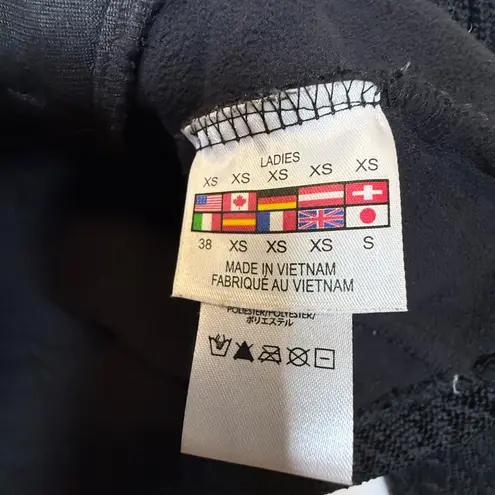 LADIES
XS XS XS XS XS
38 XS XS XS S
MADE IN VIETNAM
FABRIQUÉ AU VIETNAM
POLIESTER/POLYESTER/
ポリエステル